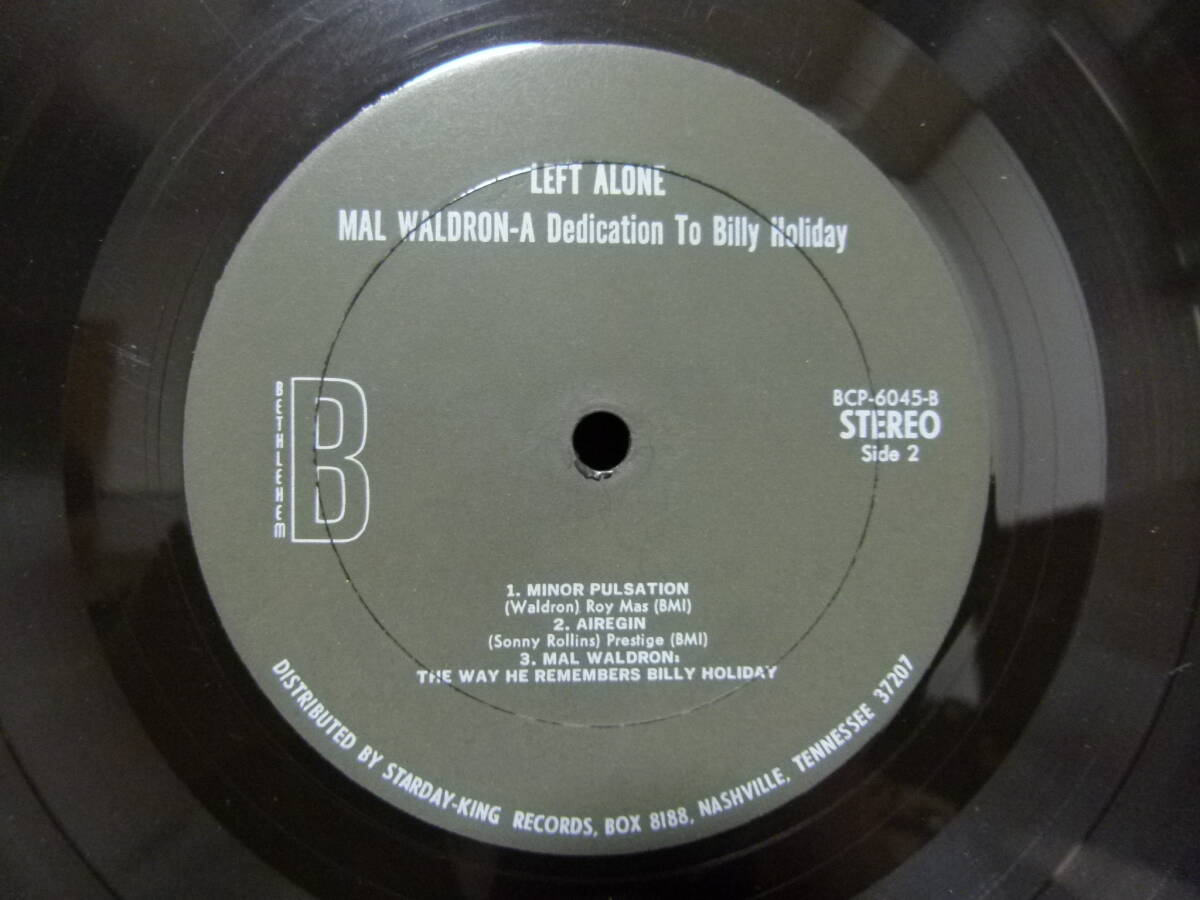 LEFT ALONE
MAL WALDRON-A Dedication To Billy Holiday
BETHLEHEM
B
BCP-6045-B
STEREO
Side 2
1. MINOR PULSATION
(Waldron) Roy Mas (BMI)
2. AIREGIN
(Sonny Rollins) Prestige (BMI)
3. MAL WALDRON:
THE WAY HE REMEMBERS BILLY HOLIDAY
DISTRIBUTED BY STARDAY-KING RECORDS, BOX 8188, NASHVILLE, TENNESSEE 37207